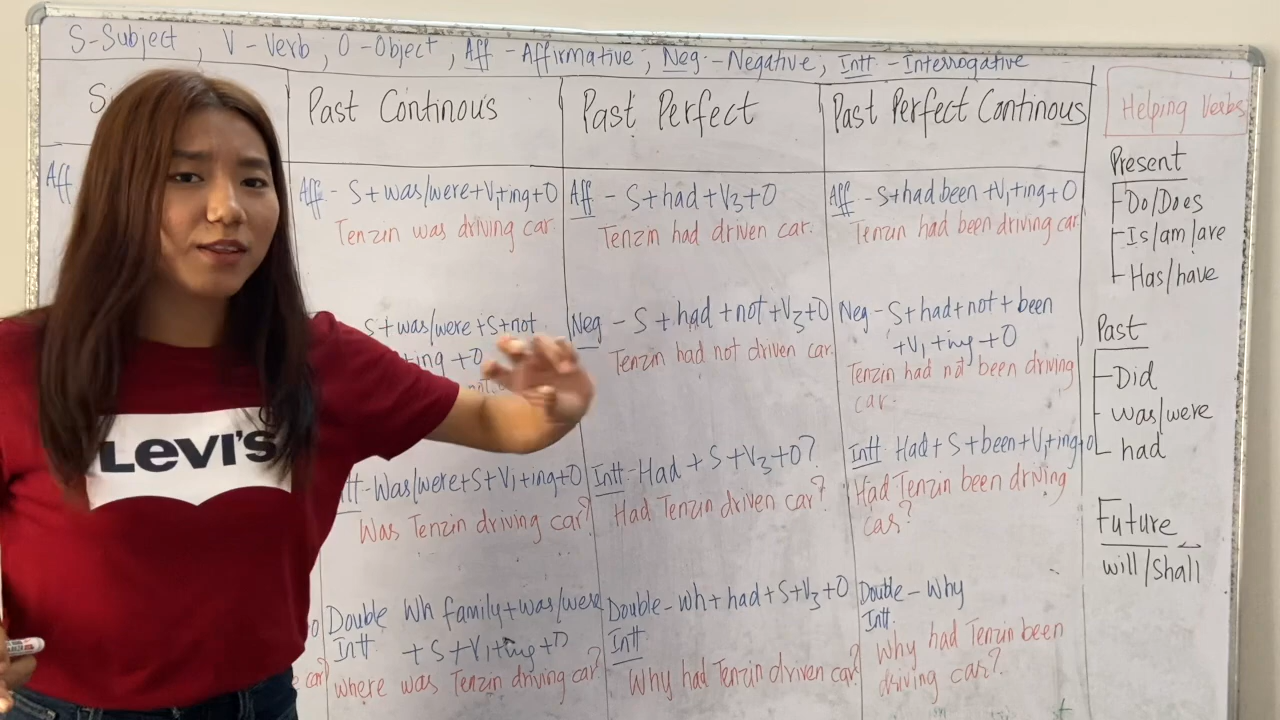 S-Subject, V-Verb, O-Object, Aff-Affirmative, Neg.-Negative, Intt-Interrogative
Past Continous
Past Perfect
Past Perfect Continous
Helping Verbs
Aff
Aff - S+was/were+V₁+ing+O
Tenzin was driving car.
S+was/were+S+not
+ing+O
Intt-Was/were+S+V₁+ing+O
Was Tenzin driving car?
Double Wh family+was/were
Intt +S+V₁+ing+O
where was Tenzin driving car?
Aff - S+had+V₃+O
Tenzin had driven car.
Neg - S+had+not+V₃+O
Tenzin had not driven car.
Intt-Had+S+V₃+O?
Had Tenzin driven car?
Double-Wh+had+S+V₃+O
Intt
Why had Tenzin driven car?
Aff-S+had been+V₁+ing+O
Tenzin had been driving car
Neg-S+had+not+been
+V₁+ing+O
Tenzin had not been driving
car.
Intt Had+S+been+V₁+ing+O
Had Tenzin been driving
car?
Double-Why
Intt.
Why had Tenzin been
driving car?
Present
Do/Does
Is/am/are
Has/have
Past
Did
was/were
had
Future
will/shall
car?
LEVI'S